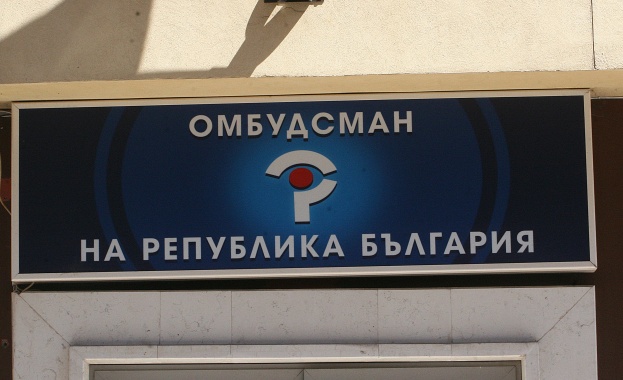 ОМБУДСМАН
НА РЕПУБЛИКА БЪЛГАРИЯ